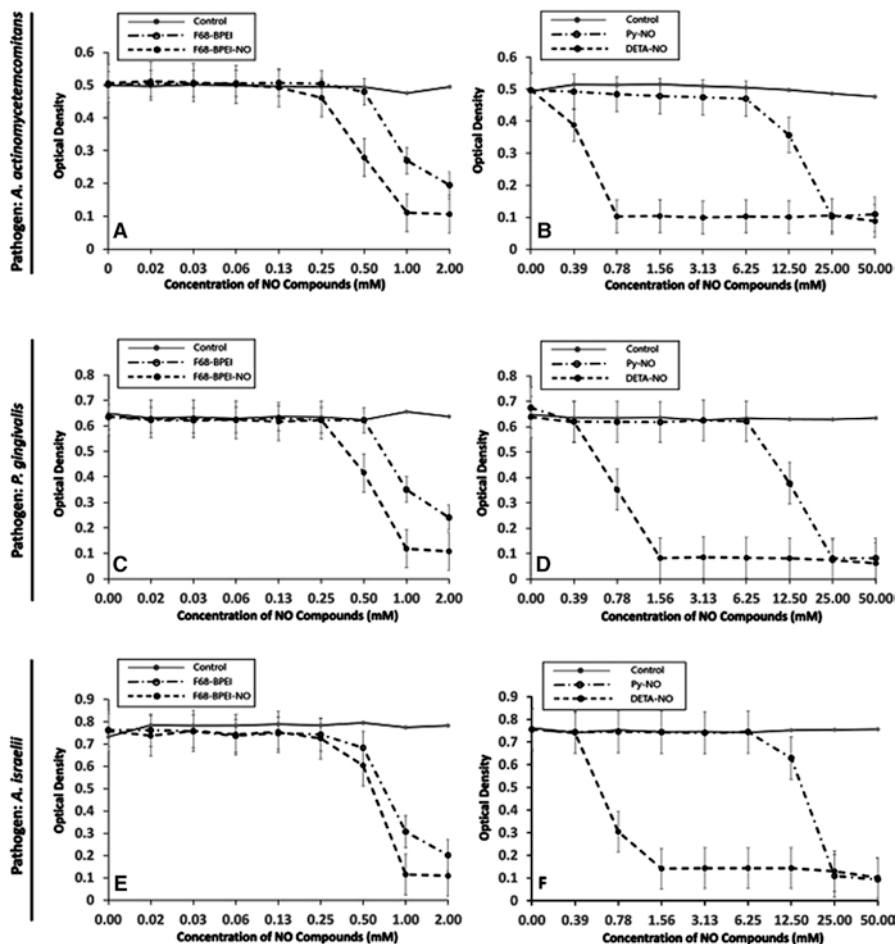 Pathogen: A. actinomycetemcomitans
Control
F68-BPEI
F68-BPEI-NO
Optical Density
0.6
0.5
0.4
0.3
0.2
0.1
0
A
0 0.02 0.03 0.06 0.13 0.25 0.50 1.00 2.00
Concentration of NO Compounds (mM)
Control
Py-NO
DETA-NO
Optical Density
0.6
0.5
0.4
0.3
0.2
0.1
0
B
0.00 0.39 0.78 1.56 3.13 6.25 12.50 25.00 50.00
Concentration of NO Compounds (mM)
Pathogen: P. gingivalis
Control
F68-BPEI
F68-BPEI-NO
Optical Density
0.8
0.7
0.6
0.5
0.4
0.3
0.2
0.1
0
C
0.00 0.02 0.03 0.06 0.13 0.25 0.50 1.00 2.00
Concentration of NO Compounds (mM)
Control
Py-NO
DETA-NO
Optical Density
0.8
0.7
0.6
0.5
0.4
0.3
0.2
0.1
0
D
0.00 0.39 0.78 1.56 3.13 6.25 12.50 25.00 50.00
Concentration of NO Compounds (mM)
Pathogen: A. israelii
Control
F68-BPEI
F68-BPEI-NO
Optical Density
0.9
0.8
0.7
0.6
0.5
0.4
0.3
0.2
0.1
0
E
0.00 0.02 0.03 0.06 0.13 0.25 0.50 1.00 2.00
Concentration of NO Compounds (mM)
Control
Py-NO
DETA-NO
Optical Density
0.9
0.8
0.7
0.6
0.5
0.4
0.3
0.2
0.1
0
F
0.00 0.39 0.78 1.56 3.13 6.25 12.50 25.00 50.00
Concentration of NO Compounds (mM)